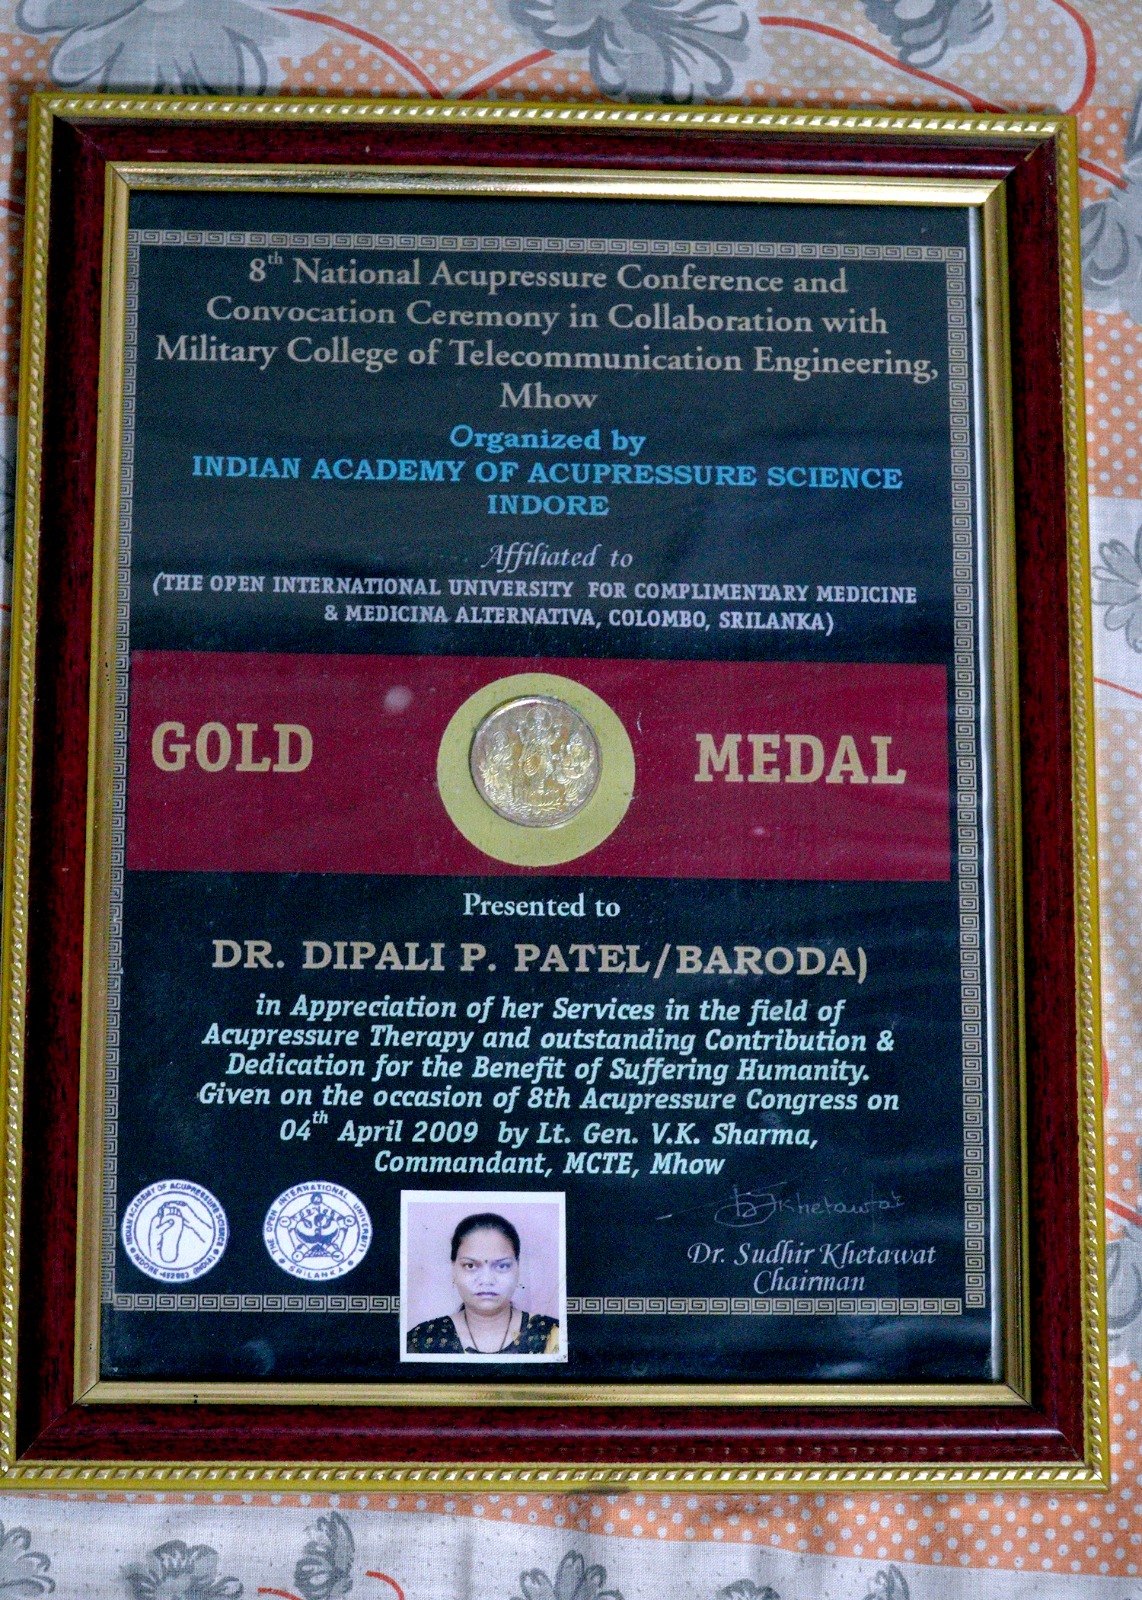 8th National Acupressure Conference and
Convocation Ceremony in Collaboration with
Military College of Telecommunication Engineering,
Mhow
Organized by
INDIAN ACADEMY OF ACUPRESSURE SCIENCE
INDORE
Affiliated to
(THE OPEN INTERNATIONAL UNIVERSITY FOR COMPLIMENTARY MEDICINE
& MEDICINA ALTERNATIVA, COLOMBO, SRILANKA)
GOLD MEDAL
Presented to
DR. DIPALI P. PATEL/BARODA)
in Appreciation of her Services in the field of
Acupressure Therapy and outstanding Contribution &
Dedication for the Benefit of Suffering Humanity.
Given on the occasion of 8th Acupressure Congress on
04th April 2009 by Lt. Gen. V.K. Sharma,
Commandant, MCTE, Mhow
INDIAN ACADEMY OF ACUPRESSURE SCIENCE
INDORE (INDIA)
THE OPEN INTERNATIONAL UNIVERSITY
SRILANKA
Khetawat
Dr. Sudhir Khetawat
Chairman